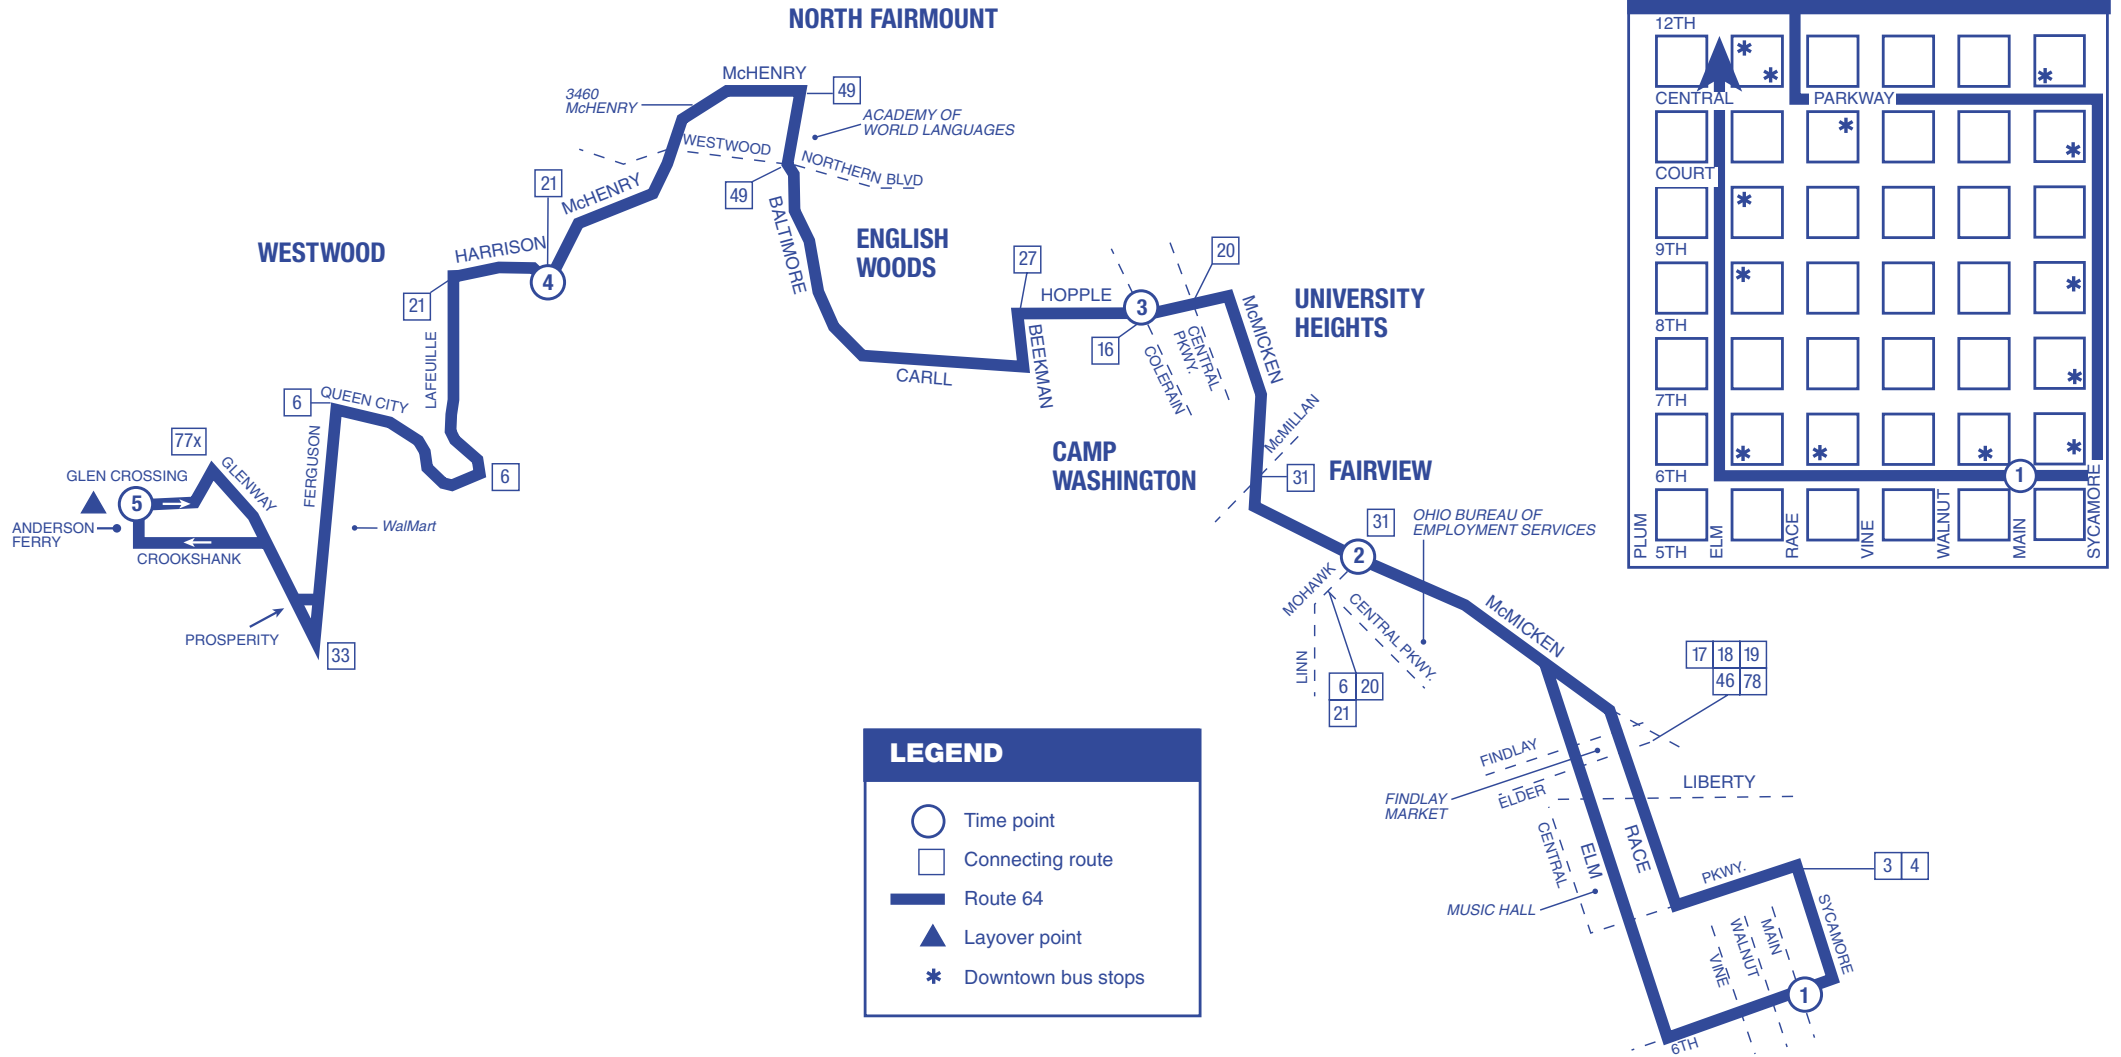 NORTH FAIRMOUNT
McHENRY
49
3460
McHENRY
ACADEMY OF
WORLD LANGUAGES
WESTWOOD
NORTHERN BLVD
21
McHENRY
49
BALTIMORE
WESTWOOD
HARRISON
4
21
ENGLISH
WOODS
27
HOPPLE
3
20
McMICKEN
UNIVERSITY
HEIGHTS
16
BEEKMAN
COLERAIN
CENTRAL
PKWY.
CARLL
LAFEUILLE
6
QUEEN CITY
FERGUSON
77x
GLENWAY
GLEN CROSSING
5
6
ANDERSON
FERRY
WalMart
CROOKSHANK
PROSPERITY
33
CAMP
WASHINGTON
McMILLAN
31
FAIRVIEW
31
OHIO BUREAU OF
EMPLOYMENT SERVICES
2
MOHAWK
CENTRAL PKWY.
LINN
6 20
21
McMICKEN
17 18 19
46 78
FINDLAY
ELDER
LIBERTY
FINDLAY
MARKET
CENTRAL
ELM
RACE
PKWY.
3 4
MUSIC HALL
SYCAMORE
MAIN
WALNUT
VINE
1
6TH
LEGEND
Time point
Connecting route
Route 64
Layover point
* Downtown bus stops
12TH
* *
*
CENTRAL PARKWAY
*
*
COURT
*
9TH
*
*
8TH
*
7TH
* * * *
6TH
1
PLUM
5TH
ELM
RACE
VINE
WALNUT
MAIN
SYCAMORE